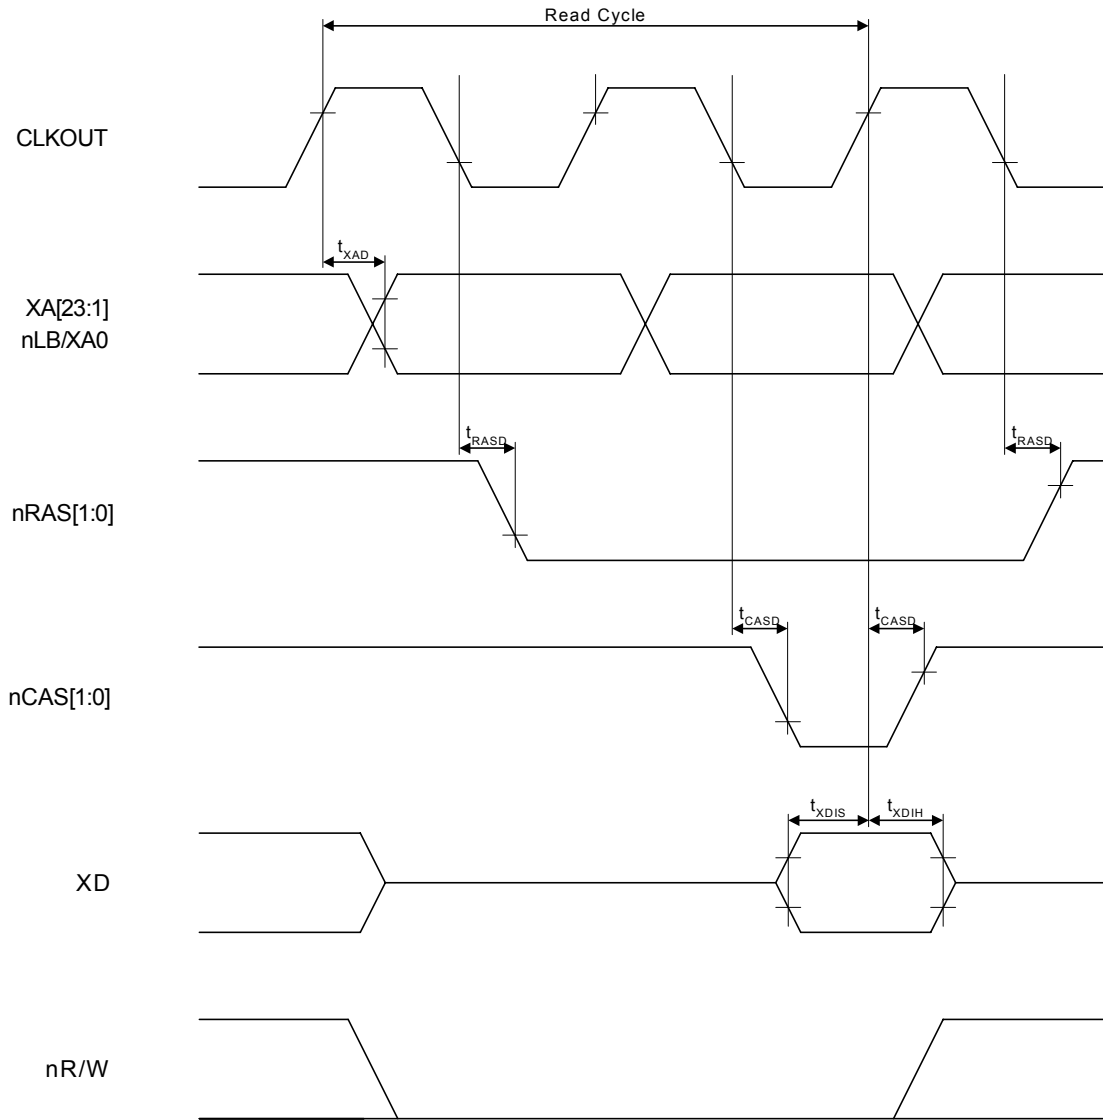 Read Cycle
CLKOUT
tXAD
XA[23:1]
nLB/XA0
tRASD
tRASD
nRAS[1:0]
tCASD
tCASD
nCAS[1:0]
tXDIS
tXDIH
XD
nR/W